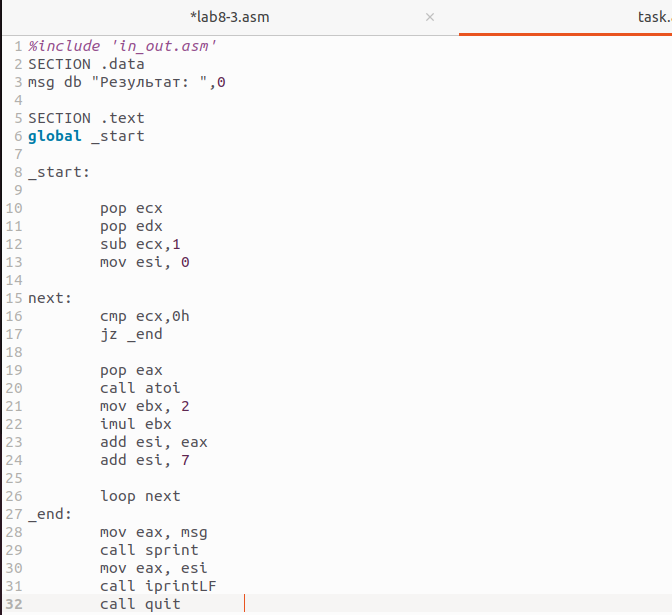 *lab8-3.asm × task.
1 %include 'in_out.asm'
2 SECTION .data
3 msg db "Результат: ",0
4
5 SECTION .text
6 global _start
7
8 _start:
9
10 pop ecx
11 pop edx
12 sub ecx,1
13 mov esi, 0
14
15 next:
16 cmp ecx,0h
17 jz _end
18
19 pop eax
20 call atoi
21 mov ebx, 2
22 imul ebx
23 add esi, eax
24 add esi, 7
25
26 loop next
27 _end:
28 mov eax, msg
29 call sprint
30 mov eax, esi
31 call iprintLF
32 call quit